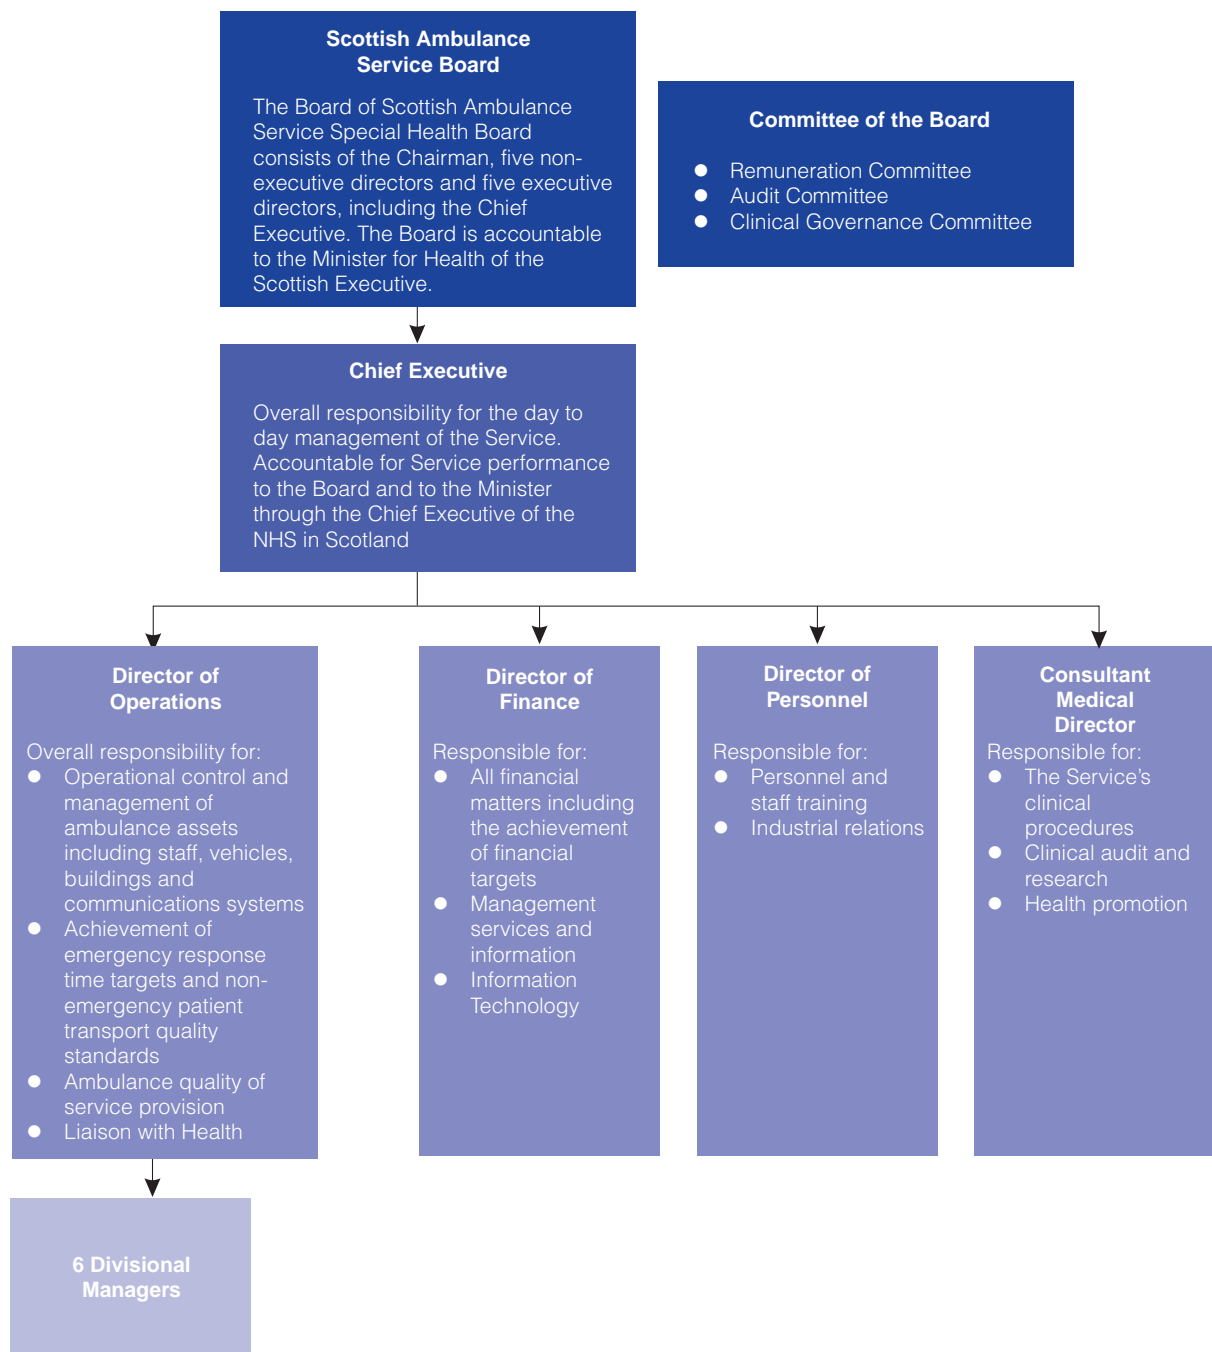 Scottish Ambulance
Service Board
The Board of Scottish Ambulance
Service Special Health Board
consists of the Chairman, five non-
executive directors and five executive
directors, including the Chief
Executive. The Board is accountable
to the Minister for Health of the
Scottish Executive.
Committee of the Board
● Remuneration Committee
● Audit Committee
● Clinical Governance Committee
Chief Executive
Overall responsibility for the day to
day management of the Service.
Accountable for Service performance
to the Board and to the Minister
through the Chief Executive of the
NHS in Scotland
Director of
Operations
Overall responsibility for:
● Operational control and
management of
ambulance assets
including staff, vehicles,
buildings and
communications systems
● Achievement of
emergency response
time targets and non-
emergency patient
transport quality
standards
● Ambulance quality of
service provision
● Liaison with Health
Director of
Finance
Responsible for:
● All financial
matters including
the achievement
of financial
targets
● Management
services and
information
● Information
Technology
Director of
Personnel
Responsible for:
● Personnel and
staff training
● Industrial relations
Consultant
Medical
Director
Responsible for:
● The Service's
clinical
procedures
● Clinical audit and
research
● Health promotion
6 Divisional
Managers